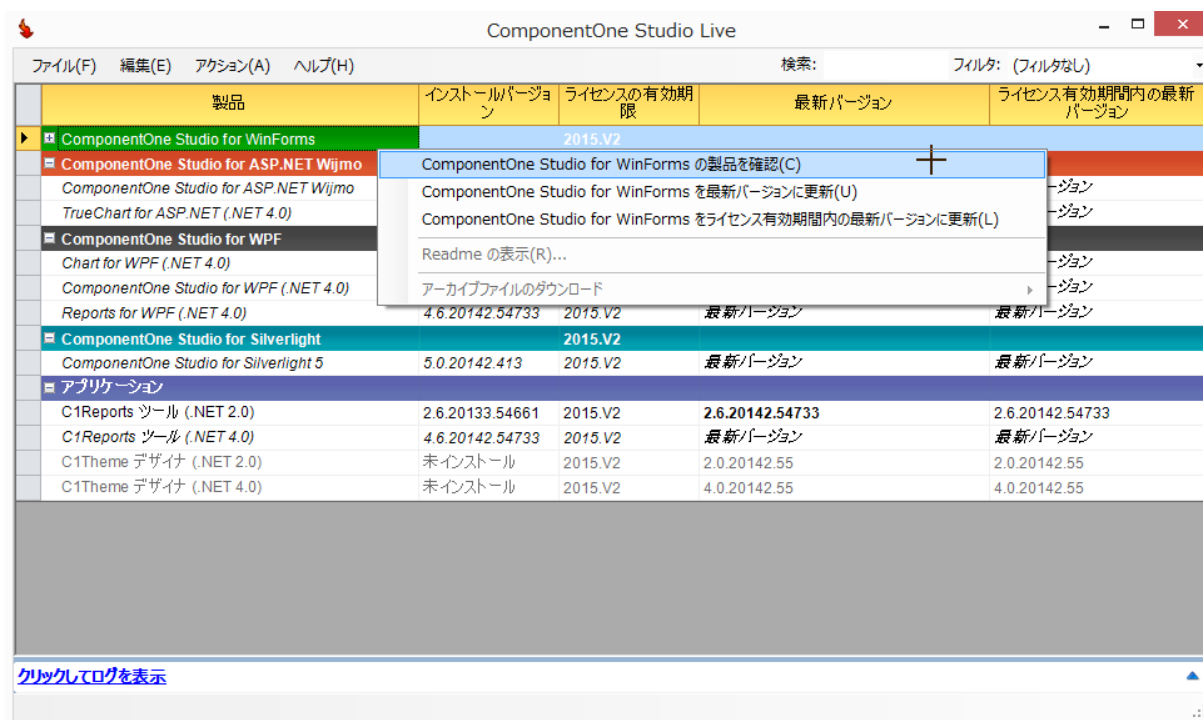 ComponentOne Studio Live
ファイル(F) 編集(E) アクション(A) ヘルプ(H) 検索: フィルタ: (フィルタなし)
製品 インストールバージョン ライセンスの有効期限 最新バージョン ライセンス有効期間内の最新バージョン
ComponentOne Studio for WinForms 2015.V2
ComponentOne Studio for ASP.NET Wijmo
ComponentOne Studio for WinForms の製品を確認(C)
ComponentOne Studio for ASP.NET Wijmo
ComponentOne Studio for WinForms を最新バージョンに更新(U)
ージョン
TrueChart for ASP.NET (.NET 4.0)
ComponentOne Studio for WinForms をライセンス有効期間内の最新バージョンに更新(L)
ージョン
ComponentOne Studio for WPF
Readme の表示(R)...
Chart for WPF (.NET 4.0)
ージョン
ComponentOne Studio for WPF (.NET 4.0)
アーカイブファイルのダウンロード
ージョン
Reports for WPF (.NET 4.0) 4.6.20142.54733 2015.V2 最新バージョン 最新バージョン
ComponentOne Studio for Silverlight 2015.V2
ComponentOne Studio for Silverlight 5 5.0.20142.413 2015.V2 最新バージョン 最新バージョン
アプリケーション
C1Reports ツール (.NET 2.0) 2.6.20133.54661 2015.V2 2.6.20142.54733 2.6.20142.54733
C1Reports ツール (.NET 4.0) 4.6.20142.54733 2015.V2 最新バージョン 最新バージョン
C1Theme デザイナ (.NET 2.0) 未インストール 2015.V2 2.0.20142.55 2.0.20142.55
C1Theme デザイナ (.NET 4.0) 未インストール 2015.V2 4.0.20142.55 4.0.20142.55
クリックしてログを表示